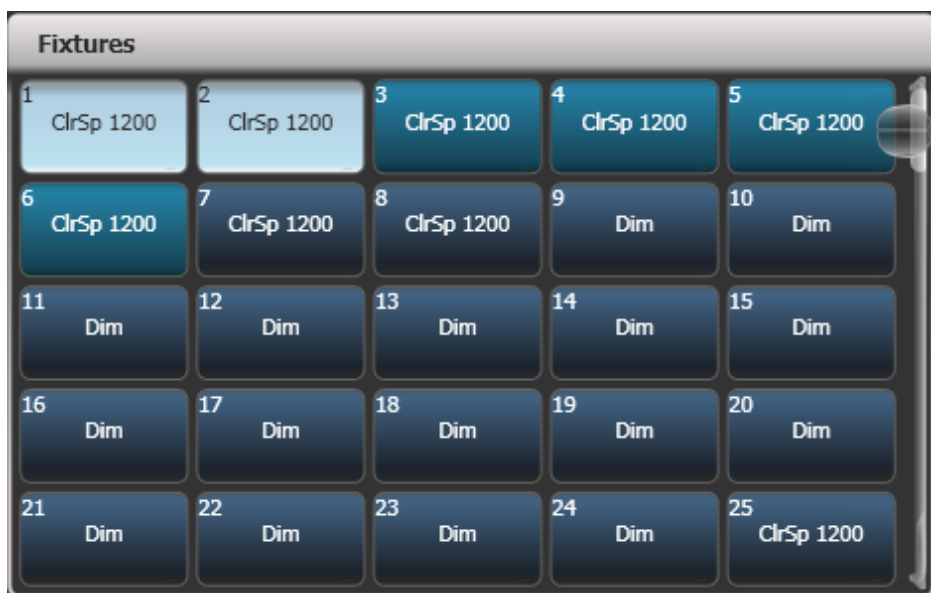 Fixtures
1
ClrSp 1200
2
ClrSp 1200
3
ClrSp 1200
4
ClrSp 1200
5
ClrSp 1200
6
ClrSp 1200
7
ClrSp 1200
8
ClrSp 1200
9
Dim
10
Dim
11
Dim
12
Dim
13
Dim
14
Dim
15
Dim
16
Dim
17
Dim
18
Dim
19
Dim
20
Dim
21
Dim
22
Dim
23
Dim
24
Dim
25
ClrSp 1200